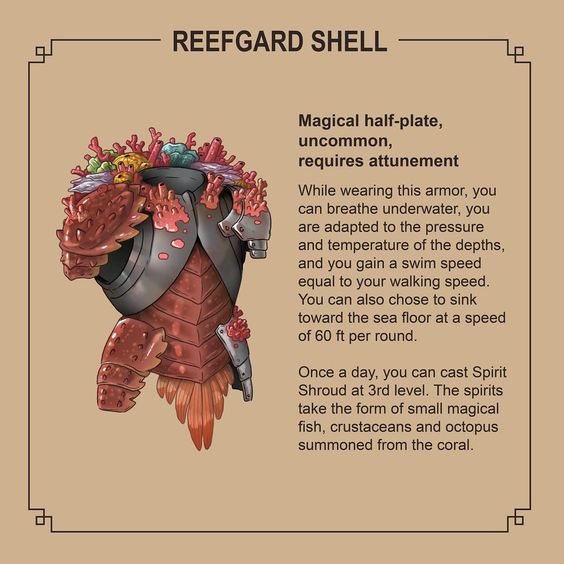 REEFGARD SHELL
Magical half-plate,
uncommon,
requires attunement
While wearing this armor, you
can breathe underwater, you
are adapted to the pressure
and temperature of the depths,
and you gain a swim speed
equal to your walking speed.
You can also chose to sink
toward the sea floor at a speed
of 60 ft per round.
Once a day, you can cast Spirit
Shroud at 3rd level. The spirits
take the form of small magical
fish, crustaceans and octopus
summoned from the coral.